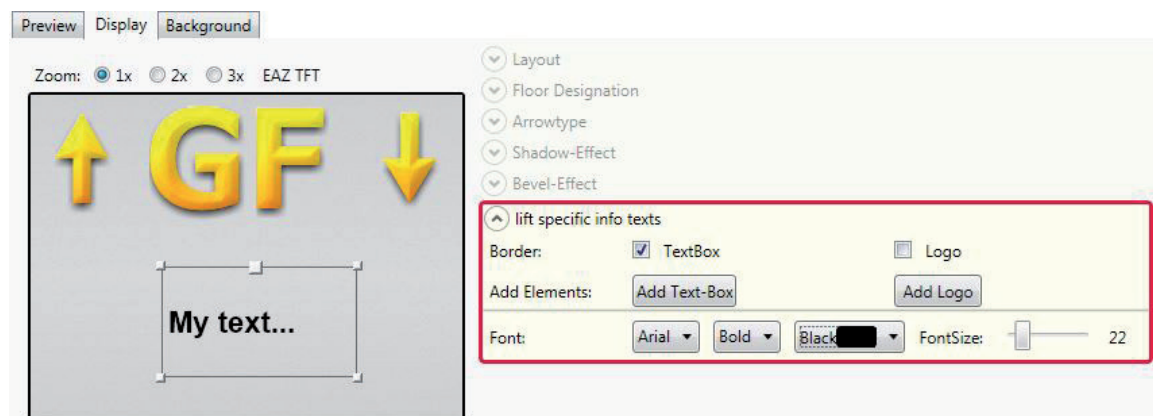 Preview Display Background
Zoom: 1x 2x 3x EAZ TFT
GF
My text...
Layout
Floor Designation
Arrowtype
Shadow-Effect
Bevel-Effect
lift specific info texts
Border: TextBox Logo
Add Elements: Add Text-Box Add Logo
Font: Arial Bold Black FontSize: 22